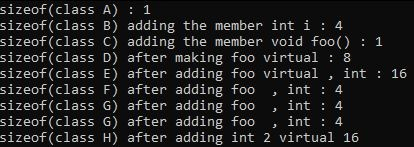 sizeof(class A) : 1
sizeof(class B) adding the member int i : 4
sizeof(class C) adding the member void foo() : 1
sizeof(class D) after making foo virtual : 8
sizeof(class E) after adding foo virtual , int : 16
sizeof(class F) after adding foo  , int : 4
sizeof(class G) after adding foo  , int : 4
sizeof(class G) after adding foo  , int : 4
sizeof(class H) after adding int 2 virtual 16